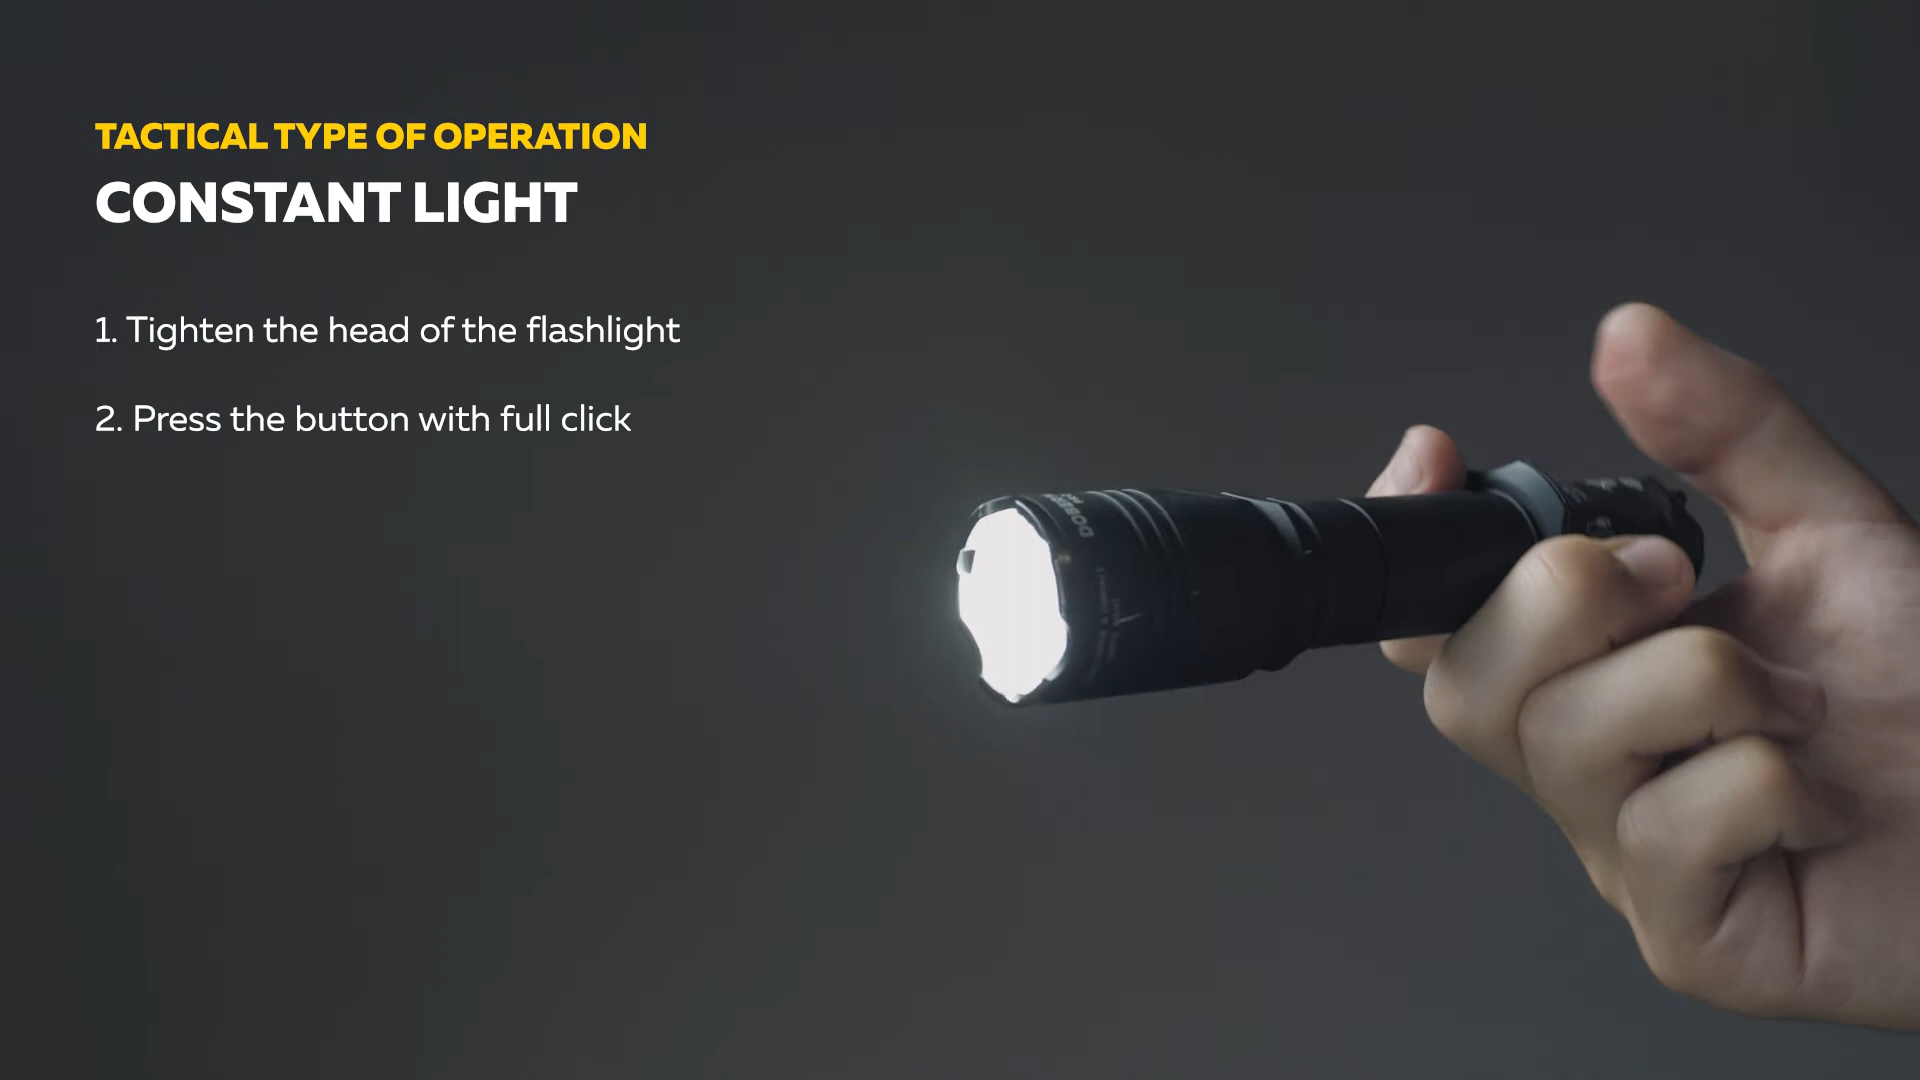 TACTICAL TYPE OF OPERATION
CONSTANT LIGHT
1. Tighten the head of the flashlight
2. Press the button with full click